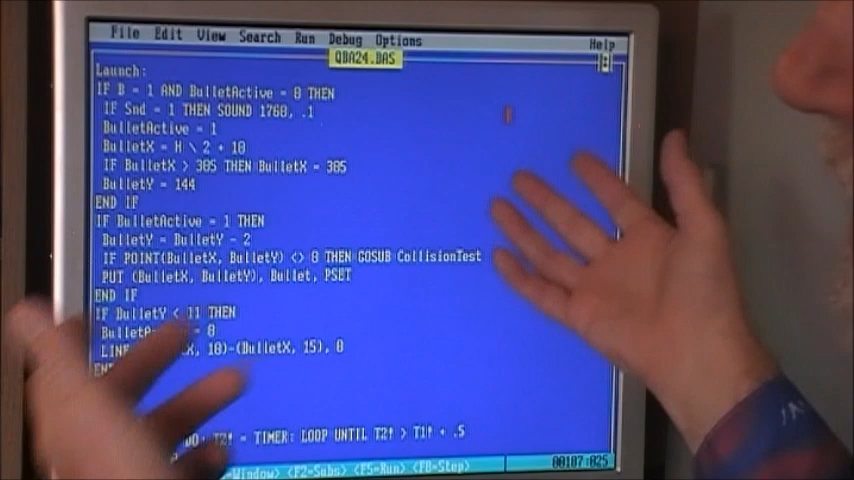 File Edit View Search Run Debug Options Help
QBA24.BAS
Launch:
IF B = 1 AND BulletActive = 0 THEN
IF Snd = 1 THEN SOUND 1760, .1
BulletActive = 1
BulletX = H \ 2 + 10
IF BulletX > 305 THEN BulletX = 305
BulletY = 144
END IF
IF BulletActive = 1 THEN
BulletY = BulletY - 2
IF POINT(BulletX, BulletY) <> 0 THEN GOSUB CollisionTest
PUT (BulletX, BulletY), Bullet, PSET
END IF
IF BulletY < 11 THEN
= 0
10)-(BulletX, 15), 0
DO: T2! = TIMER: LOOP UNTIL T2! > T1! + .5
<F2=Subs> <F5=Run> <F8=Step> 00107:025